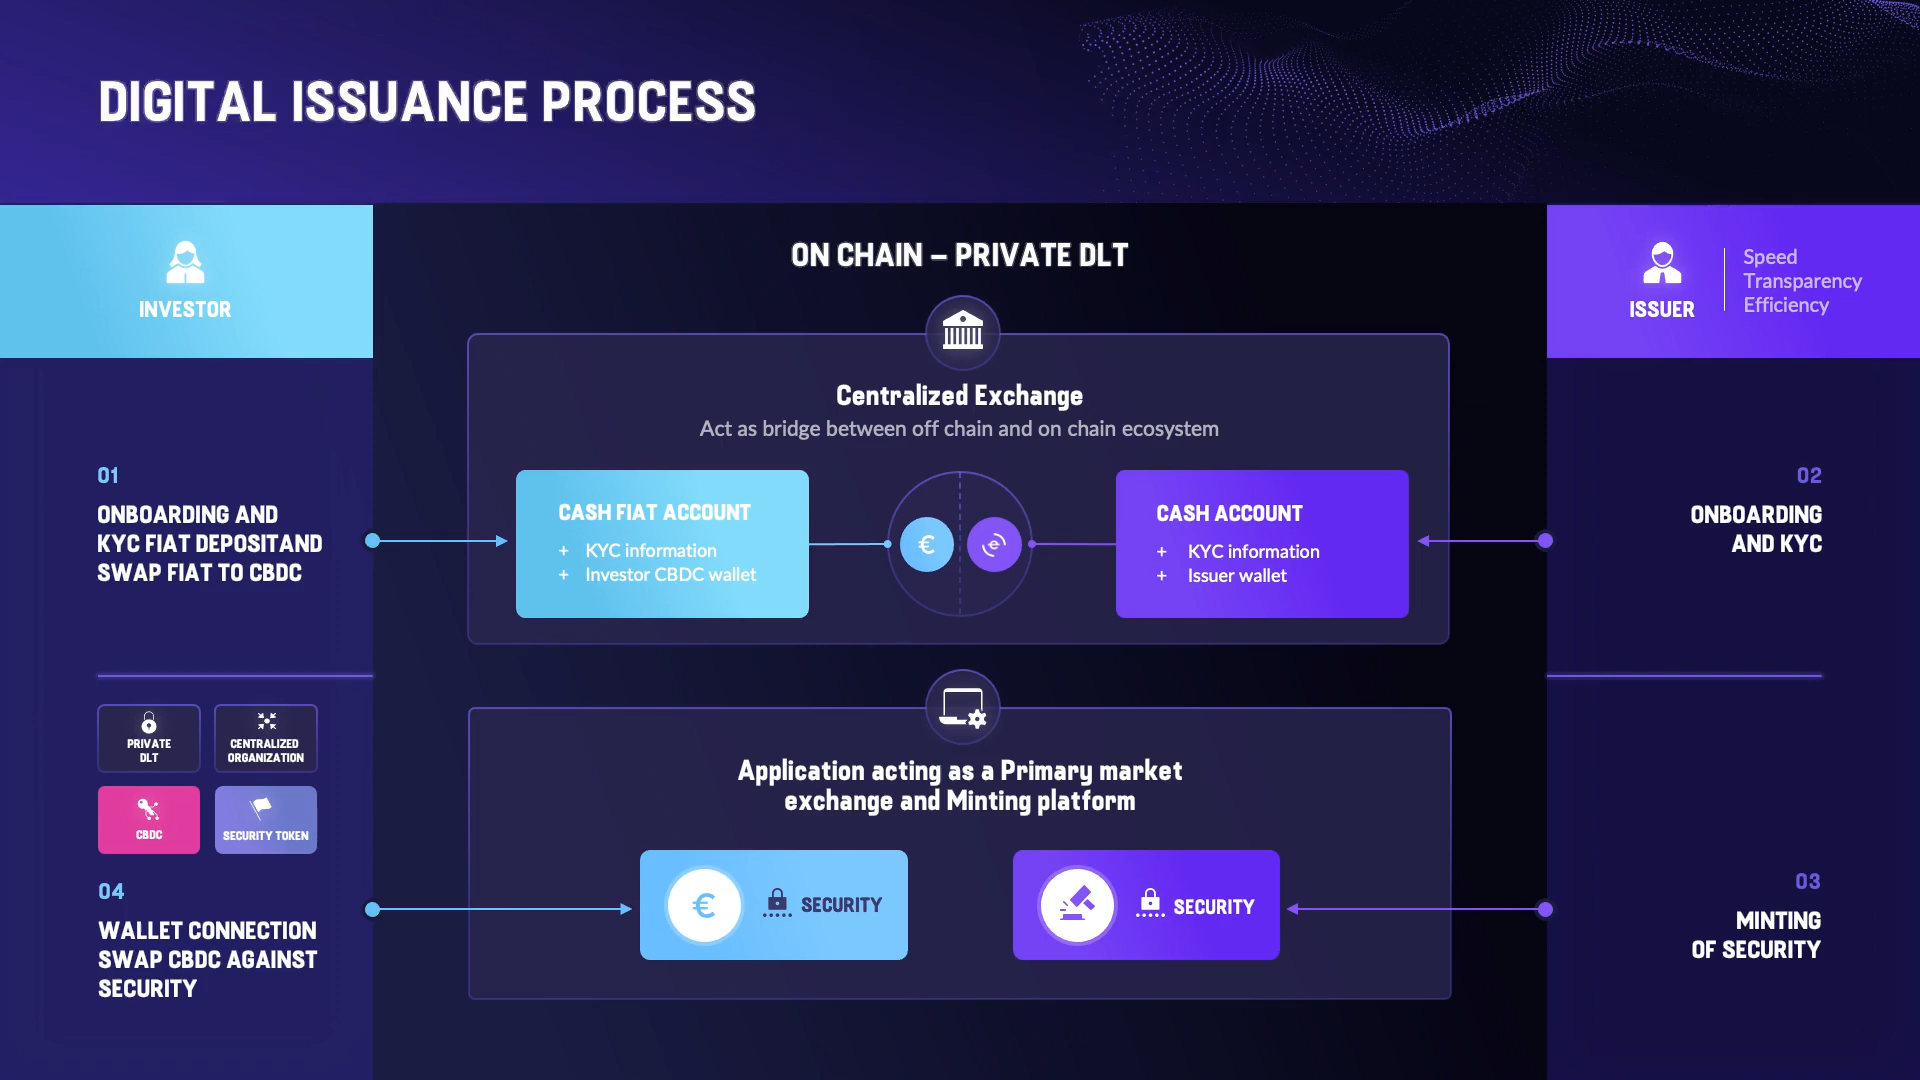 DIGITAL ISSUANCE PROCESS
INVESTOR
ON CHAIN – PRIVATE DLT
ISSUER
Speed
Transparency
Efficiency
Centralized Exchange
Act as bridge between off chain and on chain ecosystem
01
ONBOARDING AND
KYC FIAT DEPOSITAND
SWAP FIAT TO CBDC
CASH FIAT ACCOUNT
+ KYC information
+ Investor CBDC wallet
€
€
CASH ACCOUNT
+ KYC information
+ Issuer wallet
02
ONBOARDING
AND KYC
PRIVATE
DLT
CENTRALIZED
ORGANIZATION
CBDC
SECURITY TOKEN
04
WALLET CONNECTION
SWAP CBDC AGAINST
SECURITY
Application acting as a Primary market
exchange and Minting platform
€
SECURITY
SECURITY
03
MINTING
OF SECURITY